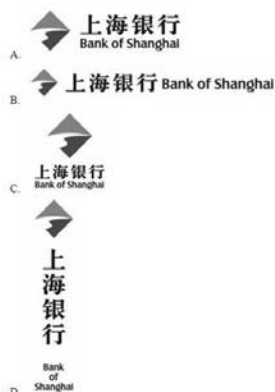 上海银行
Bank of Shanghai
A.
上海银行 Bank of Shanghai
B.
上海银行
Bank of Shanghai
C.
上
海
银
行
Bank
of
Shanghai
D.